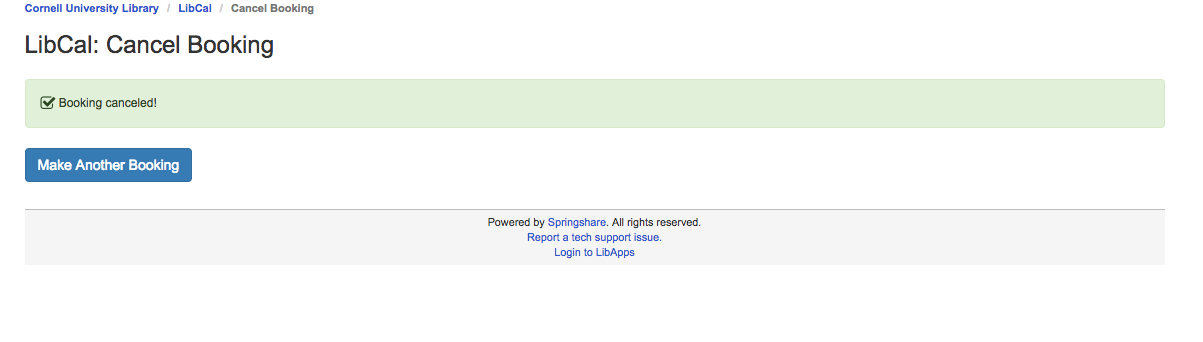 Cornell University Library / LibCal / Cancel Booking
LibCal: Cancel Booking
Booking canceled!
Make Another Booking
Powered by Springshare. All rights reserved.
Report a tech support issue.
Login to LibApps